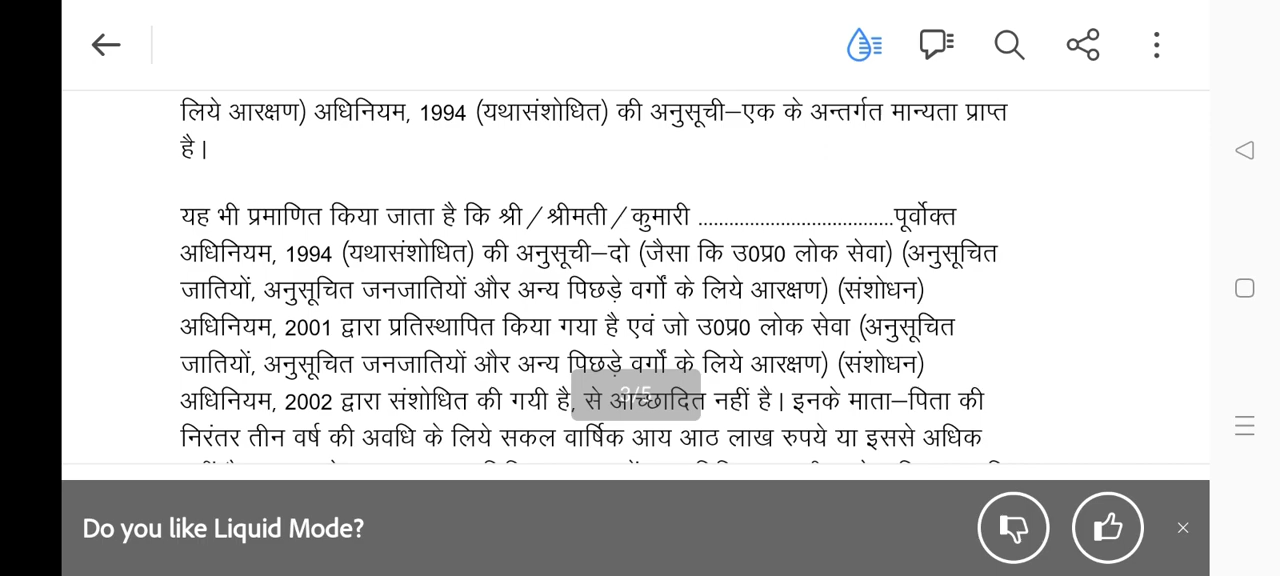 लिये आरक्षण) अधिनियम, 1994 (यथासंशोधित) की अनुसूची–एक के अन्तर्गत मान्यता प्राप्त
है।
यह भी प्रमाणित किया जाता है कि श्री/श्रीमती/कुमारी ......................................पूर्वोक्त
अधिनियम, 1994 (यथासंशोधित) की अनुसूची–दो (जैसा कि उ0प्र0 लोक सेवा) (अनुसूचित
जातियों, अनुसूचित जनजातियों और अन्य पिछड़े वर्गों के लिये आरक्षण) (संशोधन)
अधिनियम, 2001 द्वारा प्रतिस्थापित किया गया है एवं जो उ0प्र0 लोक सेवा (अनुसूचित
जातियों, अनुसूचित जनजातियों और अन्य पिछड़े वर्गों के लिये आरक्षण) (संशोधन)
अधिनियम, 2002 द्वारा संशोधित की गयी है, से आच्छादित नहीं है। इनके माता–पिता की
3/5
निरंतर तीन वर्ष की अवधि के लिये सकल वार्षिक आय आठ लाख रुपये या इससे अधिक
Do you like Liquid Mode?